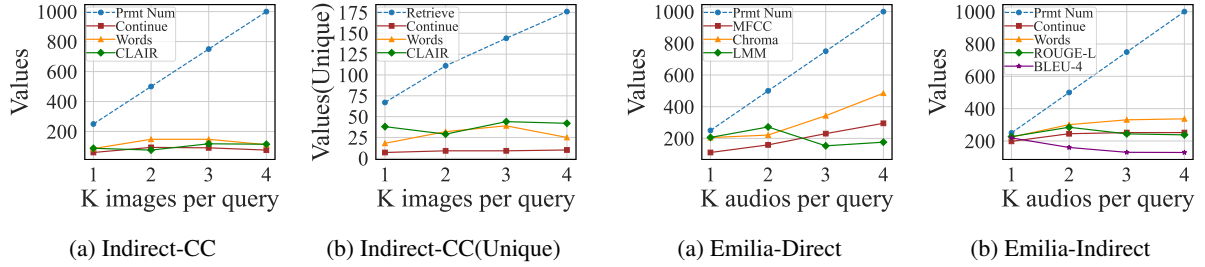 Values
1000
800
600
400
200
Prmt Num
Continue
Words
CLAIR
1 2 3 4
K images per query
(a) Indirect-CC
Values(Unique)
175
150
125
100
75
50
25
0
Retrieve
Continue
Words
CLAIR
1 2 3 4
K images per query
(b) Indirect-CC(Unique)
Values
1000
800
600
400
200
Prmt Num
MFCC
Chroma
LMM
1 2 3 4
K audios per query
(a) Emilia-Direct
Values
1000
800
600
400
200
Prmt Num
Continue
Words
ROUGE-L
BLEU-4
1 2 3 4
K audios per query
(b) Emilia-Indirect